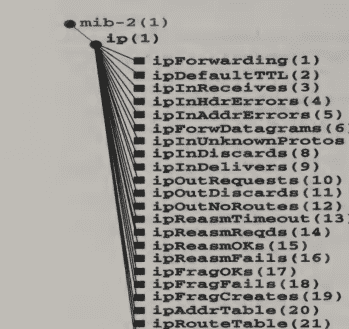 mib-2(1)
ip(1)
ipForwarding(1)
ipDefaultTTL(2)
ipInReceives(3)
ipInHdrErrors(4)
ipInAddrErrors(5)
ipForwDatagrams(6
ipInUnknownProtos
ipInDiscards(8)
ipInDelivers(9)
ipOutRequests(10)
ipOutDiscards(11)
ipOutNoRoutes(12)
ipReasmTimeout(13
ipReasmReqds(14)
ipReasmOKs(15)
ipReasmFails(16)
ipFragOKs(17)
ipFragFails(18)
ipFragCreates(19)
ipAddrTable(20)
ipRouteTable(21)